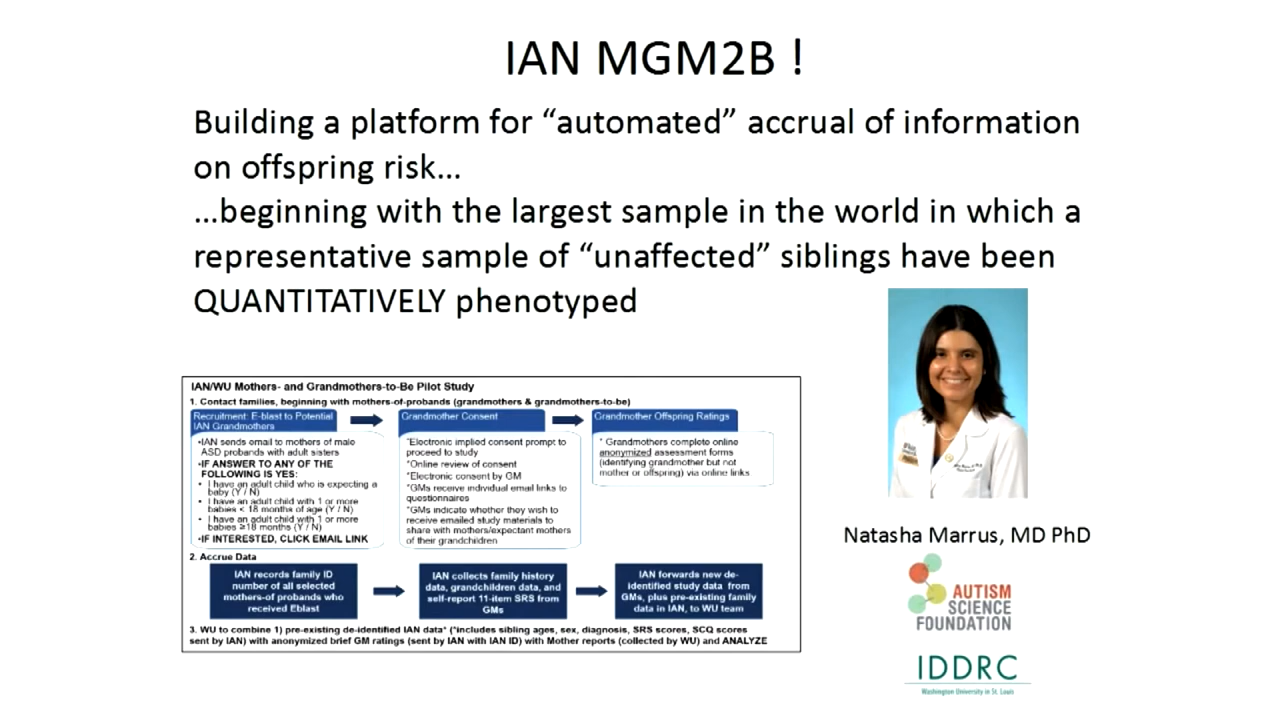 IAN MGM2B !
Building a platform for “automated” accrual of information
on offspring risk…
…beginning with the largest sample in the world in which a
representative sample of “unaffected” siblings have been
QUANTITATIVELY phenotyped
IAN/WU Mothers- and Grandmothers-to-Be Pilot Study
1. Contact families, beginning with mothers-of-probands (grandmothers & grandmothers-to-be)
Recruitment: E-blast to Potential
IAN Grandmothers
•IAN sends email to mothers of male
ASD probands with adult sisters
•IF ANSWER TO ANY OF THE
FOLLOWING IS YES:
• I have an adult child who is expecting a
baby (Y / N)
• I have an adult child with 1 or more
babies < 18 months of age (Y / N)
• I have an adult child with 1 or more
babies ≥18 months (Y / N)
•IF INTERESTED, CLICK EMAIL LINK
Grandmother Consent
*Electronic implied consent prompt to
proceed to study
*Online review of consent
*Electronic consent by GM
*GMs receive individual email links to
questionnaires
*GMs indicate whether they wish to
receive emailed study materials to
share with mothers/expectant mothers
of their grandchildren
Grandmother Offspring Ratings
* Grandmothers complete online
anonymized assessment forms
(identifying grandmother but not
mother or offspring) via online links
2. Accrue Data
IAN records family ID
number of all selected
mothers-of probands who
received Eblast
IAN collects family history
data, grandchildren data, and
self-report 11-item SRS from
GMs
IAN forwards new de-
identified study data from
GMs, plus pre-existing family
data in IAN, to WU team
3. WU to combine 1) pre-existing de-identified IAN data* (*includes sibling ages, sex, diagnosis, SRS scores, SCQ scores
sent by IAN) with anonymized brief GM ratings (sent by IAN with IAN ID) with Mother reports (collected by WU) and ANALYZE
Natasha Marrus, MD PhD
AUTISM
SCIENCE
FOUNDATION
IDDRC
Washington University in St. Louis